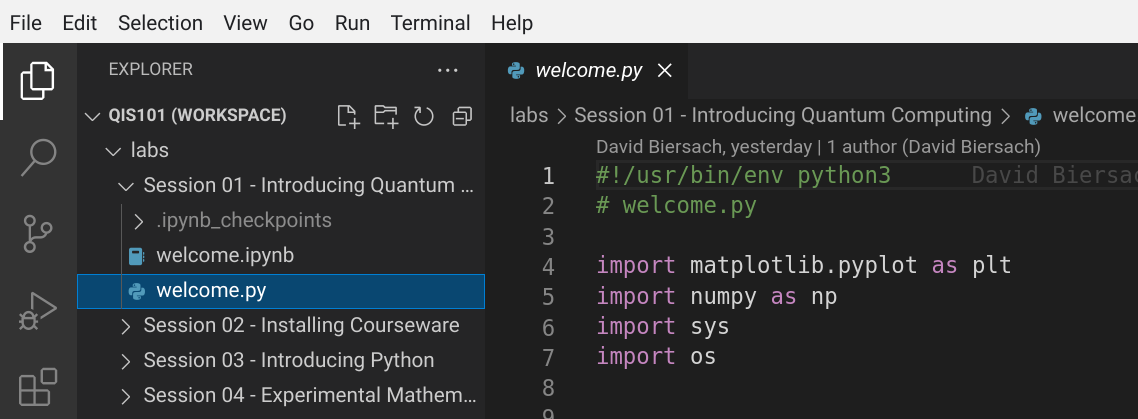 File Edit Selection View Go Run Terminal Help
EXPLORER
QIS101 (WORKSPACE)
labs
Session 01 - Introducing Quantum ...
.ipynb_checkpoints
welcome.ipynb
welcome.py
Session 02 - Installing Courseware
Session 03 - Introducing Python
Session 04 - Experimental Mathem...
welcome.py
labs > Session 01 - Introducing Quantum Computing > welcome
David Biersach, yesterday | 1 author (David Biersach)
1 #!/usr/bin/env python3 David Biersac
2 # welcome.py
3
4 import matplotlib.pyplot as plt
5 import numpy as np
6 import sys
7 import os
8
9